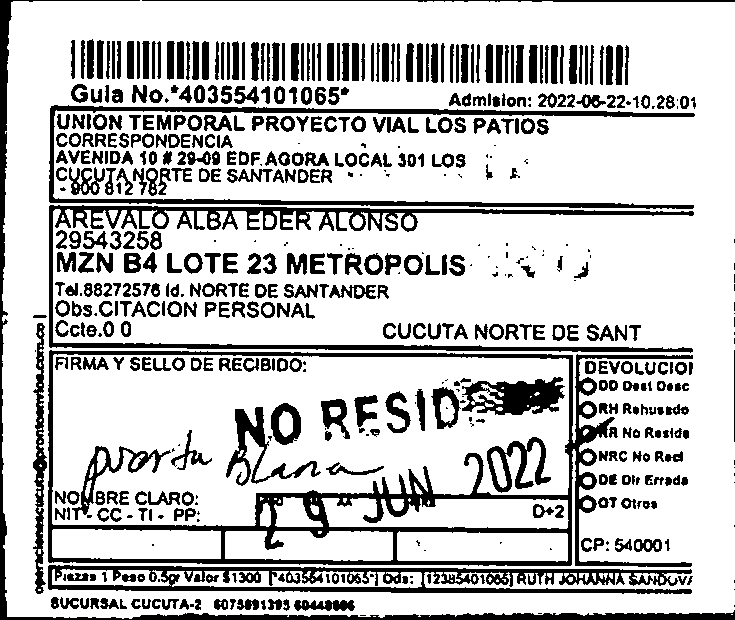 Guia No.*403554101065*
Admision: 2022-06-22-10.28:01
UNION TEMPORAL PROYECTO VIAL LOS PATIOS
CORRESPONDENCIA
AVENIDA 10 # 29-09 EDF.AGORA LOCAL 301 LOS
CUCUTA NORTE DE SANTANDER
- 900 812 782
AREVALO ALBA EDER ALONSO
29543258
MZN B4 LOTE 23 METROPOLIS
Tel.88272576 Id. NORTE DE SANTANDER
Obs.CITACION PERSONAL
Ccte.0 0 CUCUTA NORTE DE SANT
operacionescucuta@prontoenvios.com.co |
FIRMA Y SELLO DE RECIBIDO:
NO RESID
puerta Blanca
29 JUN 2022
NOMBRE CLARO:
NIT - CC - TI - PP:
D+2
DEVOLUCION
DD Dest Desc
RH Rehusado
NR No Reside
NRC No Recl
DE Dir Errada
OT Otros
CP: 540001
Piezas 1 Peso 0.5gr Valor $1300 [*403554101065*] Ods: [12385401065] RUTH JOHANNA SANDOVA
SUCURSAL CUCUTA-2 6075891395